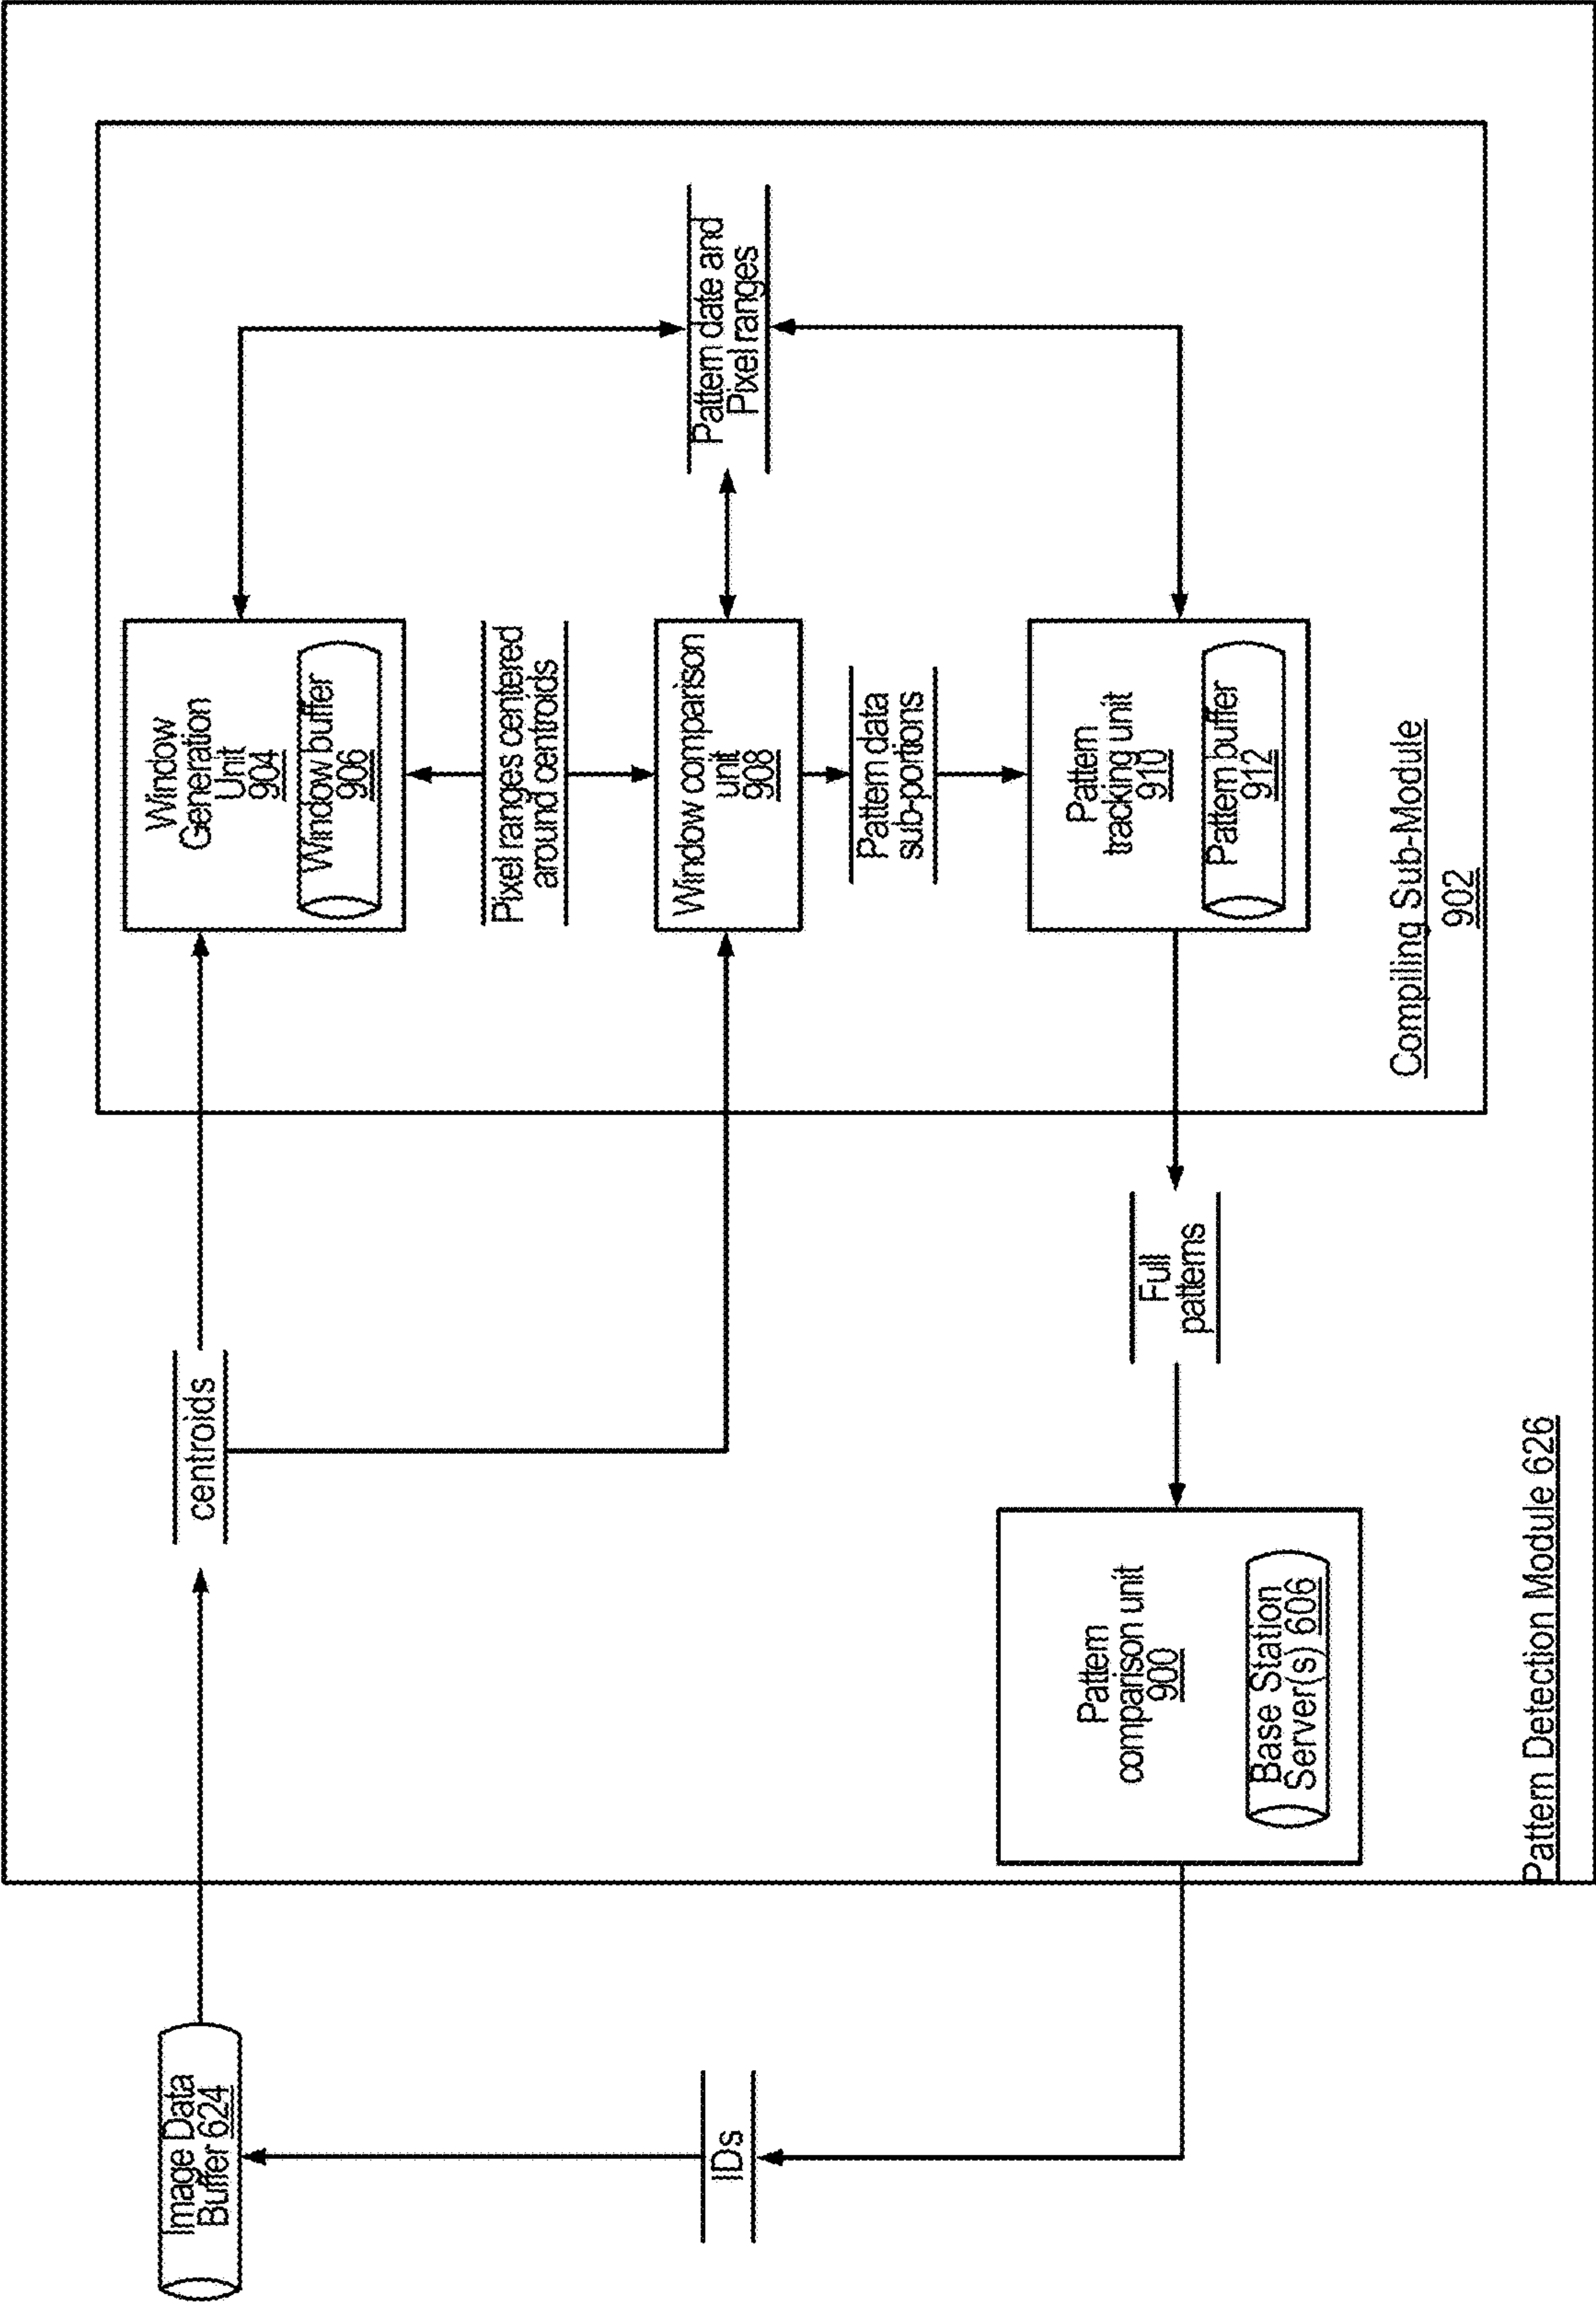 Image Data
Buffer 624
centroids
Window
Generation
Unit
904
Window buffer
906
Pixel ranges centered
around centroids
Window comparison
unit
908
Pattern date and
Pixel ranges
Pattern data
sub-portions
Pattern
tracking unit
910
Pattern buffer
912
Compiling Sub-Module
902
Full
patterns
Pattern
comparison unit
900
Base Station
Server(s) 606
IDs
Pattern Detection Module 626